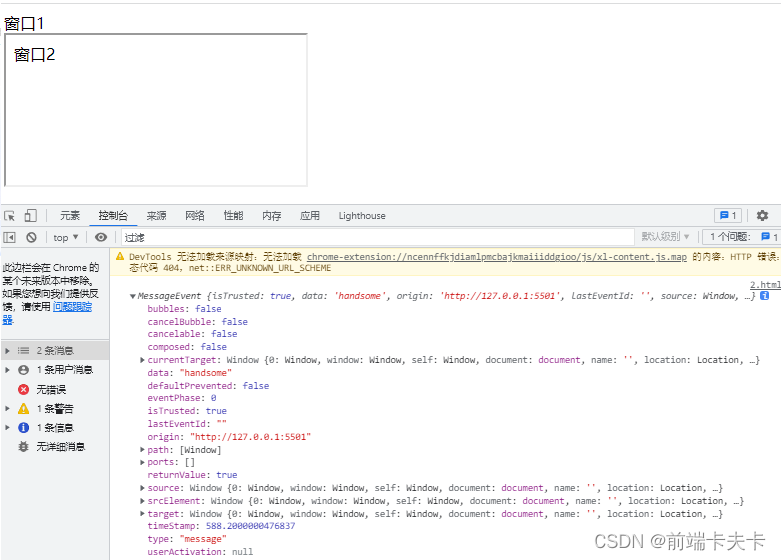 窗口1
窗口2
元素 控制台 来源 网络 性能 内存 应用 Lighthouse 1
top 过滤 默认级别 1 个问题: 1
此边栏会在 Chrome 的
某个未来版本中移除。
如果您想向我们提供反
馈，请使用 问题跟踪
器.
2 条消息
1 条用户消息
无错误
1 条警告
1 条信息
无详细消息
DevTools 无法加载来源映射: 无法加载 chrome-extension://ncennffkjdiamlpmcbajkmaiiiddgioo/js/xl-content.js.map 的内容: HTTP 错误:
态代码 404, net::ERR_UNKNOWN_URL_SCHEME
2.html
MessageEvent {isTrusted: true, data: 'handsome', origin: 'http://127.0.0.1:5501', lastEventId: '', source: Window, …}
bubbles: false
cancelBubble: false
cancelable: false
composed: false
currentTarget: Window {0: Window, window: Window, self: Window, document: document, name: '', location: Location, …}
data: "handsome"
defaultPrevented: false
eventPhase: 0
isTrusted: true
lastEventId: ""
origin: "http://127.0.0.1:5501"
path: [Window]
ports: []
returnValue: true
source: Window {0: Window, window: Window, self: Window, document: document, name: '', location: Location, …}
srcElement: Window {0: Window, window: Window, self: Window, document: document, name: '', location: Location, …}
target: Window {0: Window, window: Window, self: Window, document: document, name: '', location: Location, …}
timeStamp: 588.2000000476837
type: "message"
userActivation: null
CSDN @前端卡夫卡